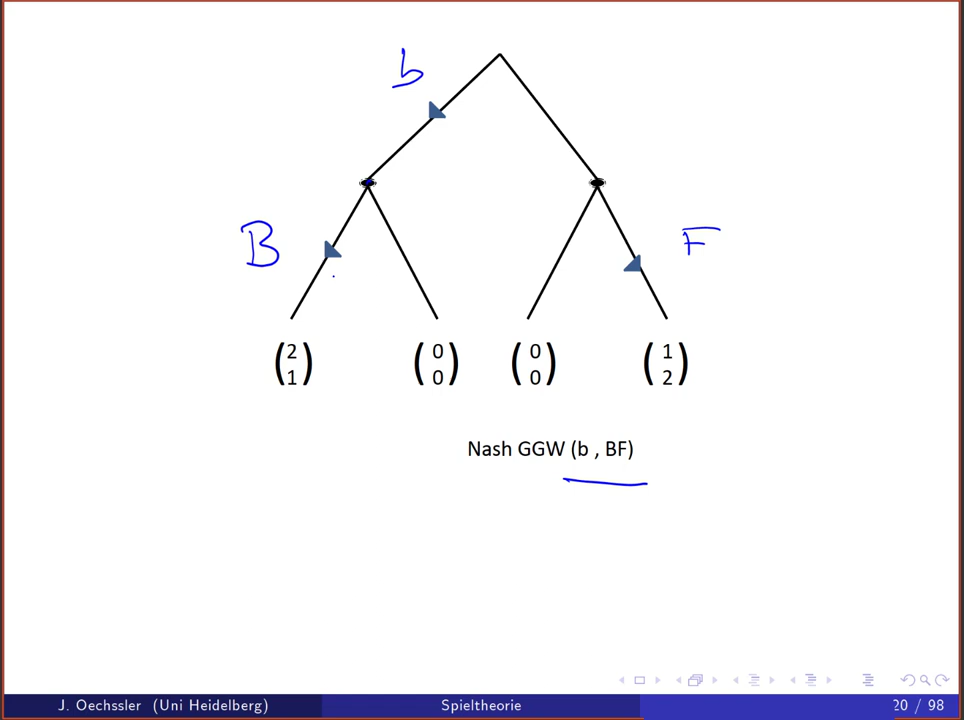 b
B
F
(2 1) (0 0) (0 0) (1 2)
Nash GGW (b , BF)
J. Oechssler (Uni Heidelberg) Spieltheorie 20 / 98